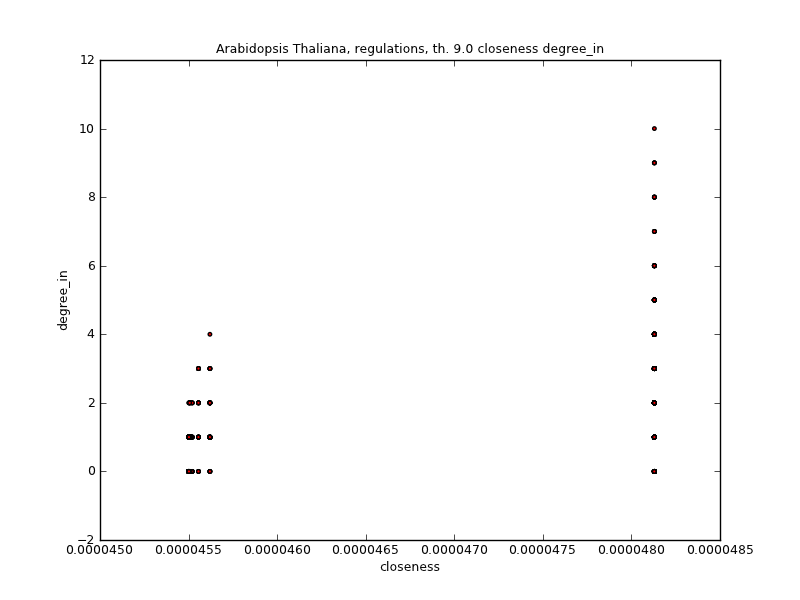 Arabidopsis Thaliana, regulations, th. 9.0 closeness degree_in
12
10
8
6
4
2
0
−2
degree_in
0.0000450 0.0000455 0.0000460 0.0000465 0.0000470 0.0000475 0.0000480 0.0000485
closeness